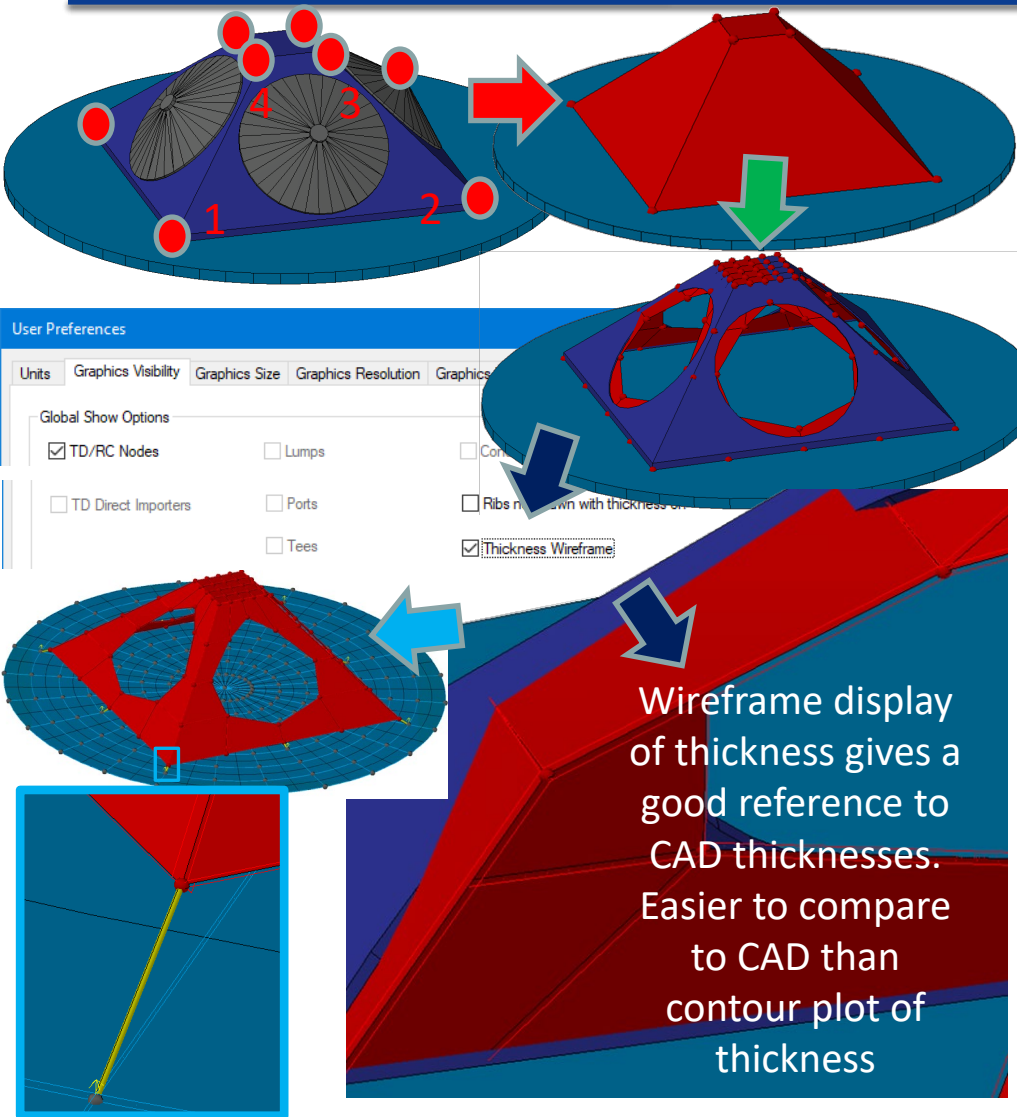 4
3
1
2
User Preferences
Units Graphics Visibility Graphics Size Graphics Resolution Graphics
Global Show Options
TD/RC Nodes Lumps
TD Direct Importers Ports Ribs
Tees Thickness Wireframe
Wireframe display
of thickness gives a
good reference to
CAD thicknesses.
Easier to compare
to CAD than
contour plot of
thickness